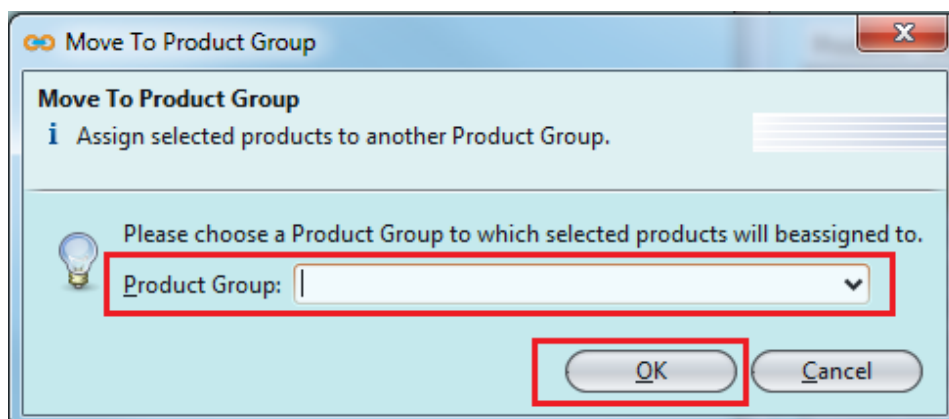 Move To Product Group
Move To Product Group
Assign selected products to another Product Group.
Please choose a Product Group to which selected products will beassigned to.
Product Group:
OK Cancel